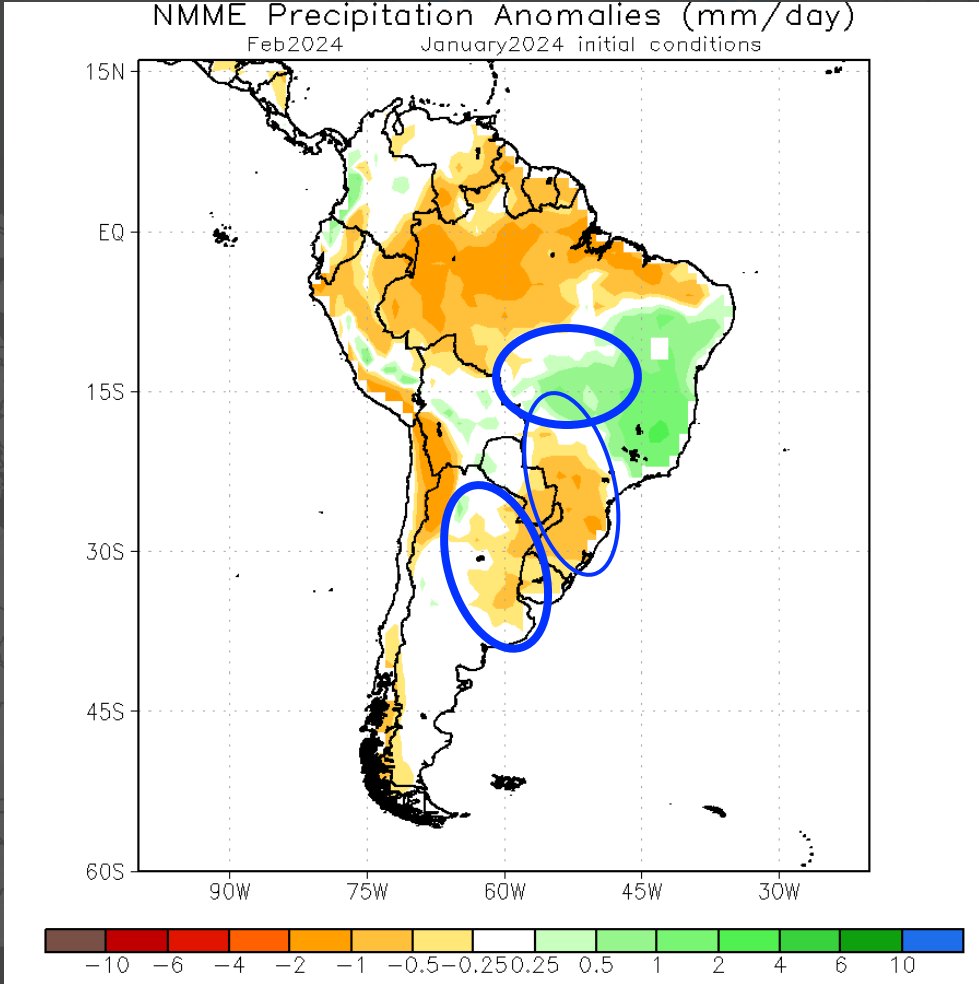 NMME Precipitation Anomalies (mm/day)
Feb2024 January2024 initial conditions
15N
EQ
15S
30S
45S
60S
90W 75W 60W 45W 30W
−10 −6 −4 −2 −1 −0.5 −0.25 0.25 0.5 1 2 4 6 10